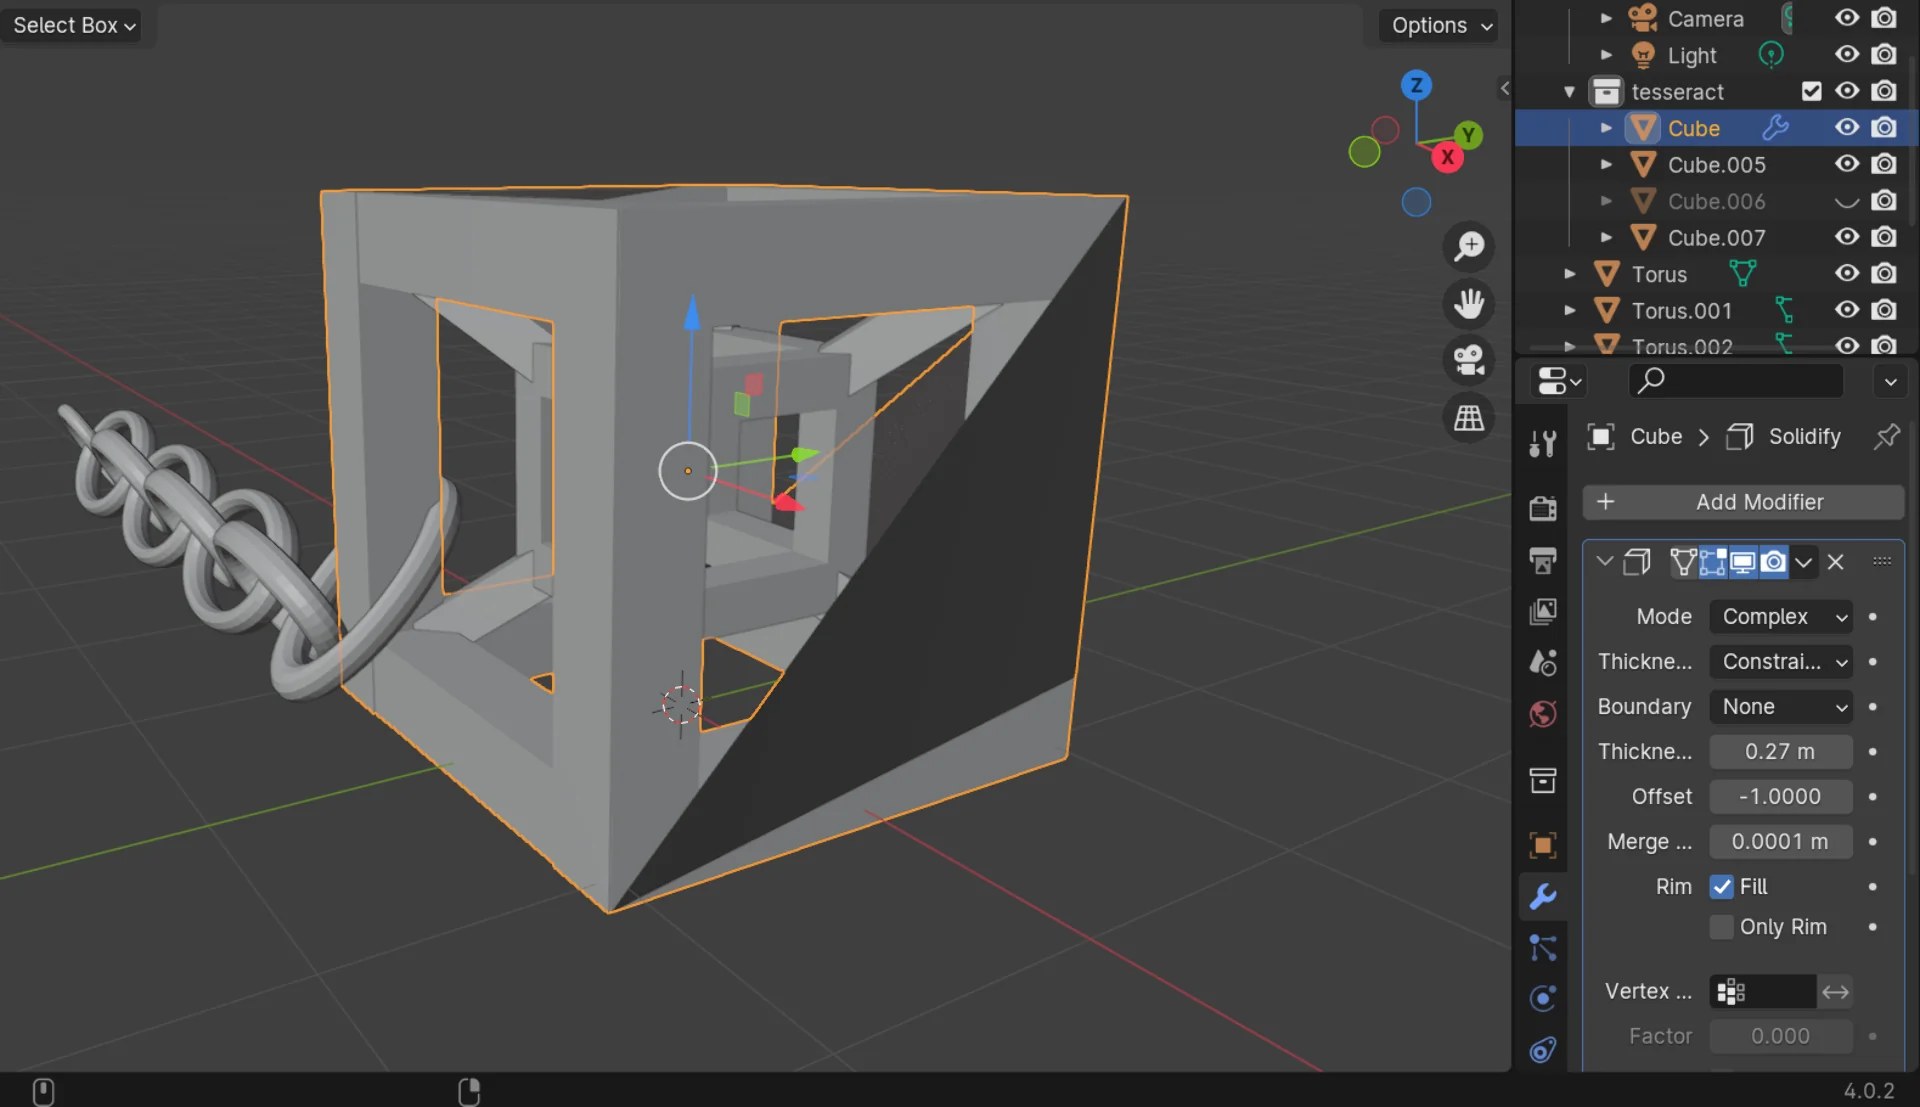 Select Box
Options
Z
Y
X
Camera
Light
tesseract
Cube
Cube.005
Cube.006
Cube.007
Torus
Torus.001
Torus.002
Cube
Solidify
Add Modifier
Mode Complex
Thickne... Constrai...
Boundary None
Thickne... 0.27 m
Offset -1.0000
Merge ... 0.0001 m
Rim Fill
Only Rim
Vertex ...
Factor 0.000
4.0.2